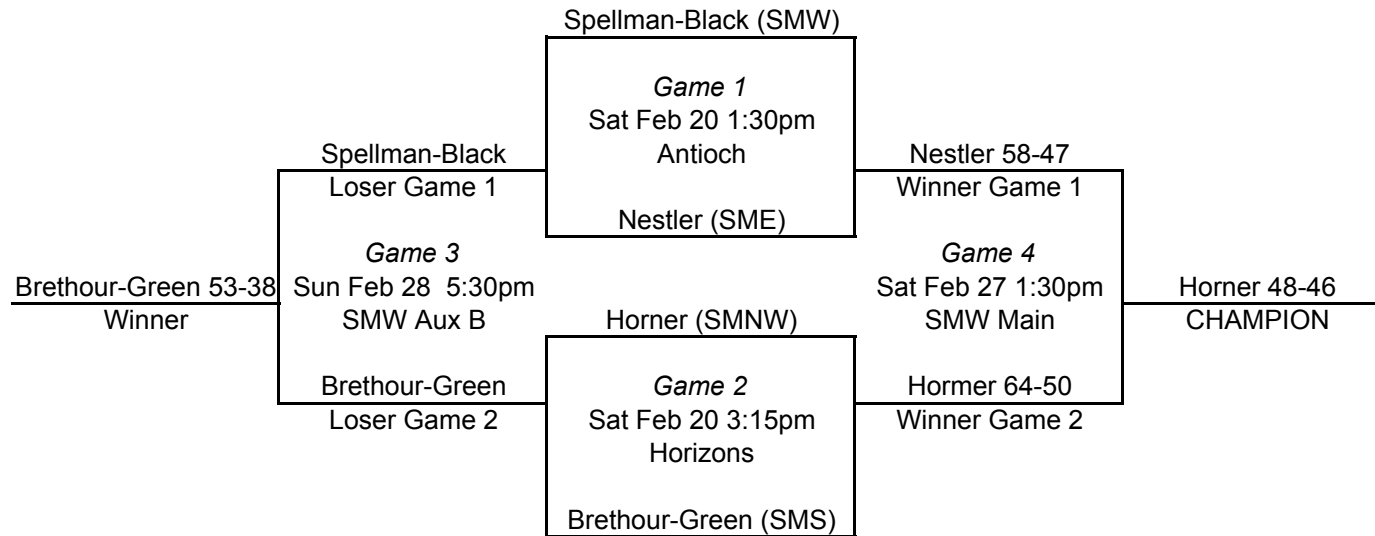 Spellman-Black (SMW)
Game 1
Sat Feb 20 1:30pm
Antioch
Spellman-Black
Loser Game 1
Nestler 58-47
Winner Game 1
Nestler (SME)
Game 3
Sun Feb 28 5:30pm
SMW Aux B
Brethour-Green 53-38
Winner
Game 4
Sat Feb 27 1:30pm
SMW Main
Horner 48-46
CHAMPION
Horner (SMNW)
Brethour-Green
Loser Game 2
Game 2
Sat Feb 20 3:15pm
Horizons
Hormer 64-50
Winner Game 2
Brethour-Green (SMS)